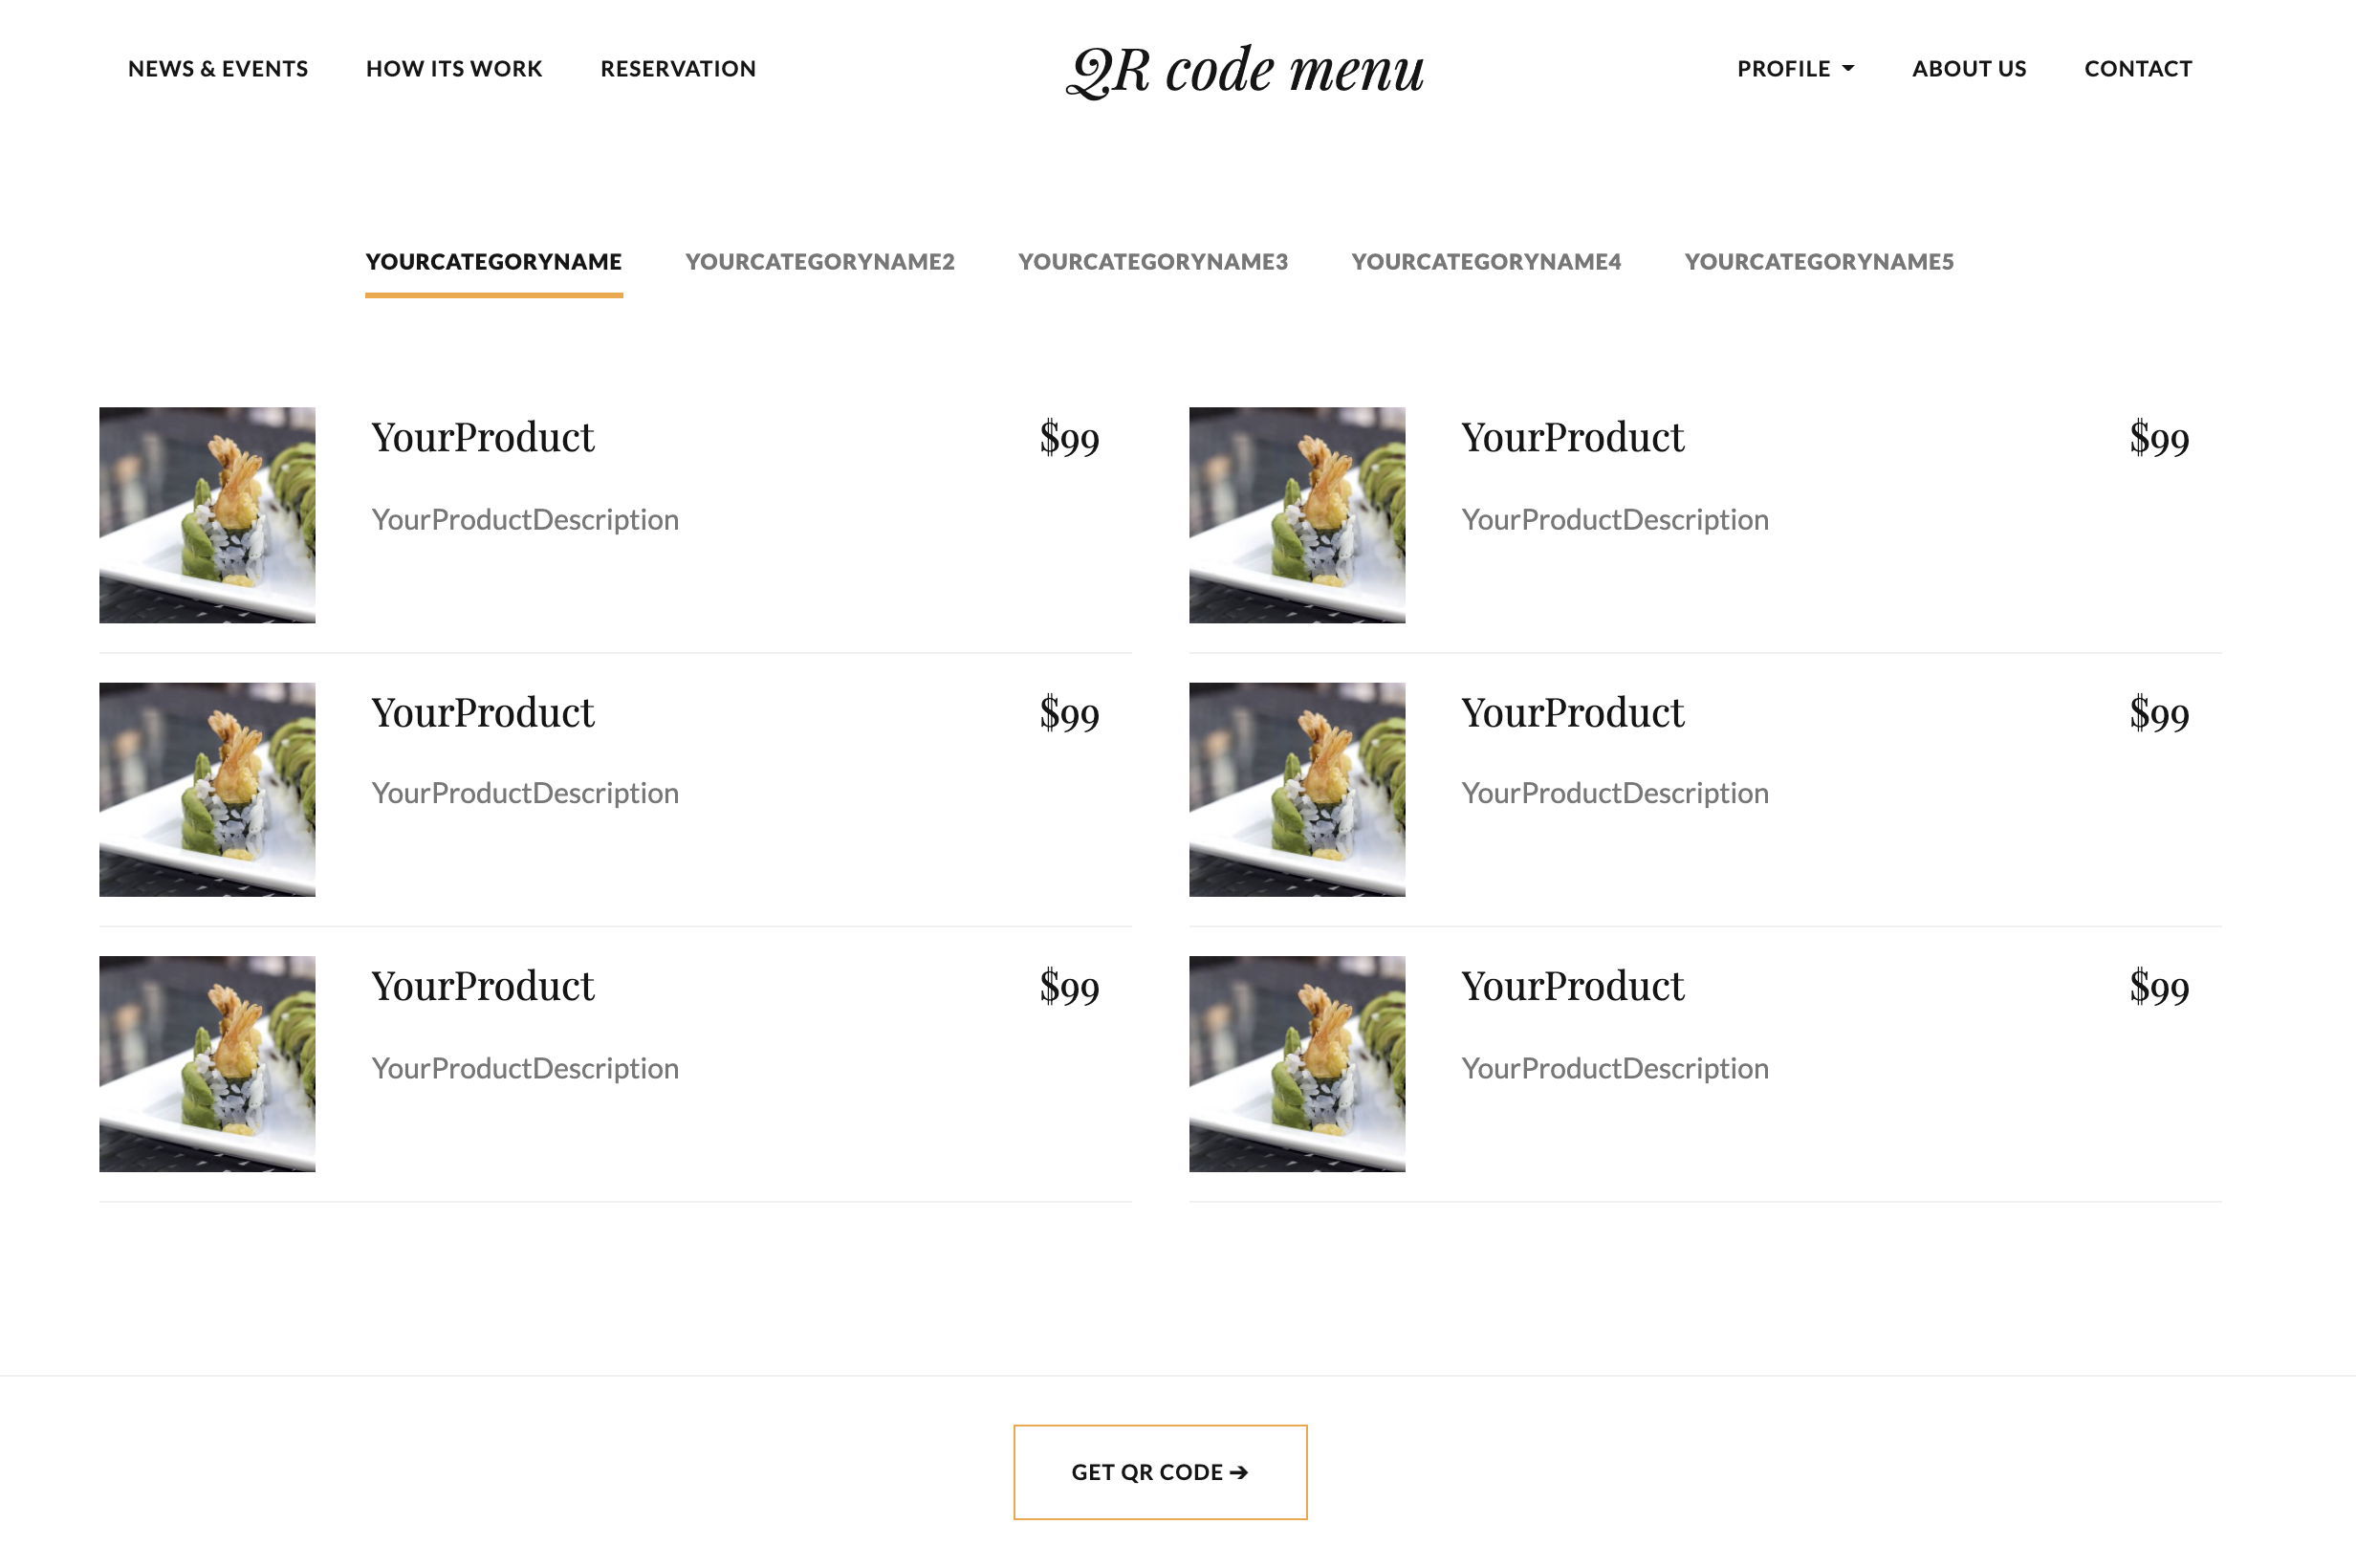 NEWS & EVENTS HOW ITS WORK RESERVATION QR code menu PROFILE ABOUT US CONTACT
YOURCATEGORYNAME YOURCATEGORYNAME2 YOURCATEGORYNAME3 YOURCATEGORYNAME4 YOURCATEGORYNAME5
YourProduct $99 YourProduct $99
YourProductDescription YourProductDescription
YourProduct $99 YourProduct $99
YourProductDescription YourProductDescription
YourProduct $99 YourProduct $99
YourProductDescription YourProductDescription
GET QR CODE ➔